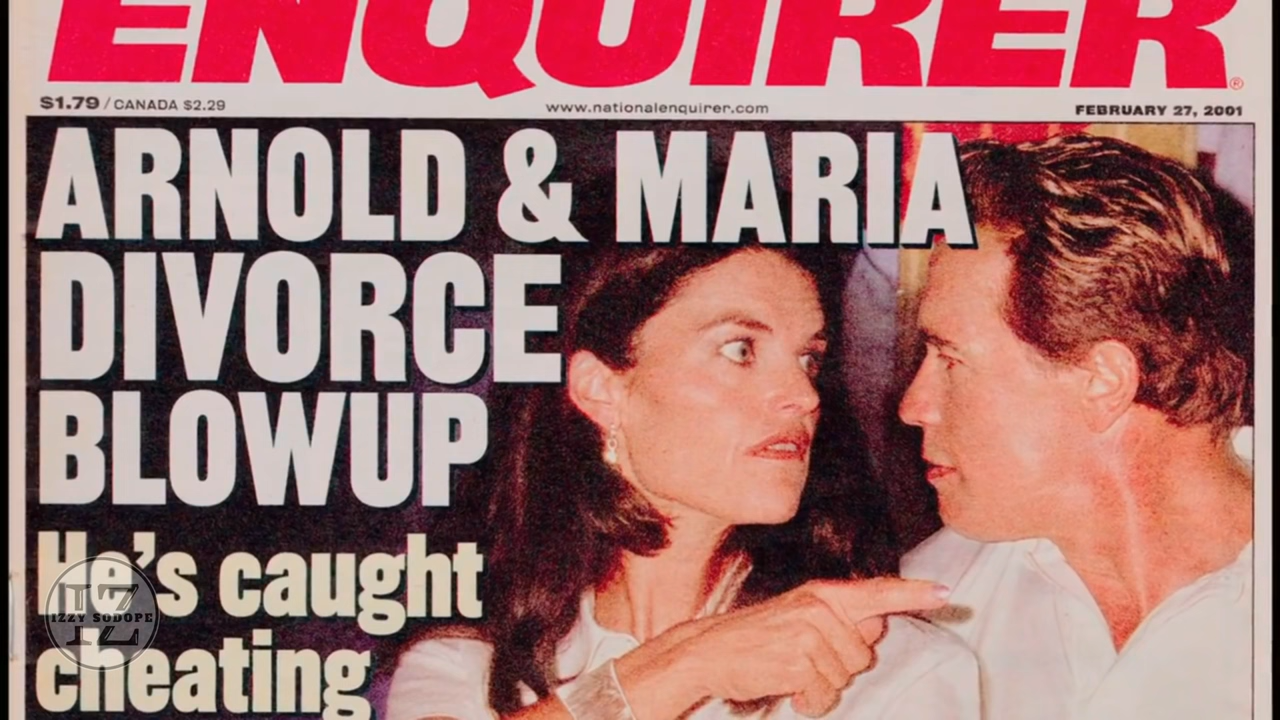 ENQUIRER®
$1.79 / CANADA $2.29
www.nationalenquirer.com
FEBRUARY 27, 2001
ARNOLD & MARIA
DIVORCE
BLOWUP
He's caught
cheating
IZ
IZZY SODOPE